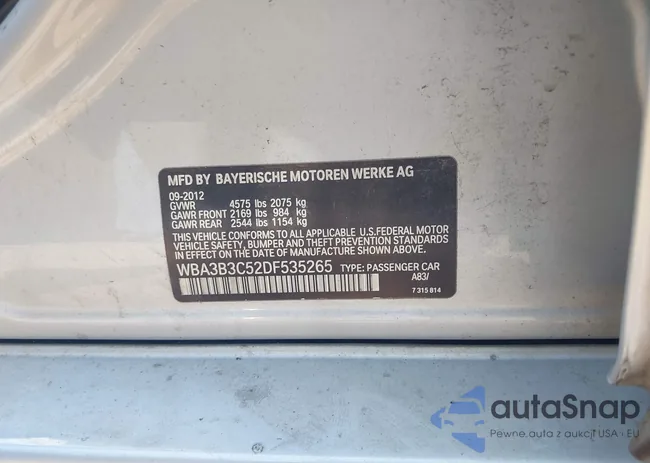 MFD BY BAYERISCHE MOTOREN WERKE AG
09-2012
GVWR 4575 lbs 2075 kg
GAWR FRONT 2169 lbs 984 kg
GAWR REAR 2544 lbs 1154 kg
THIS VEHICLE CONFORMS TO ALL APPLICABLE U.S.FEDERAL MOTOR
VEHICLE SAFETY, BUMPER AND THEFT PREVENTION STANDARDS IN
EFFECT ON THE DATE OF MANUFACTURE SHOWN ABOVE.
WBA3B3C52DF535265 TYPE: PASSENGER CAR
A83/
7 315 814
autoSnap
Pewne auta z aukcji USA i EU